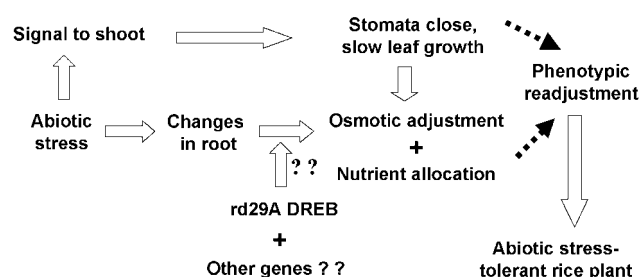 Signal to shoot
Stomata close,
slow leaf growth
Phenotypic
readjustment
Abiotic
stress
Changes
in root
Osmotic adjustment
+
Nutrient allocation
? ?
rd29A DREB
+
Other genes ? ?
Abiotic stress-
tolerant rice plant